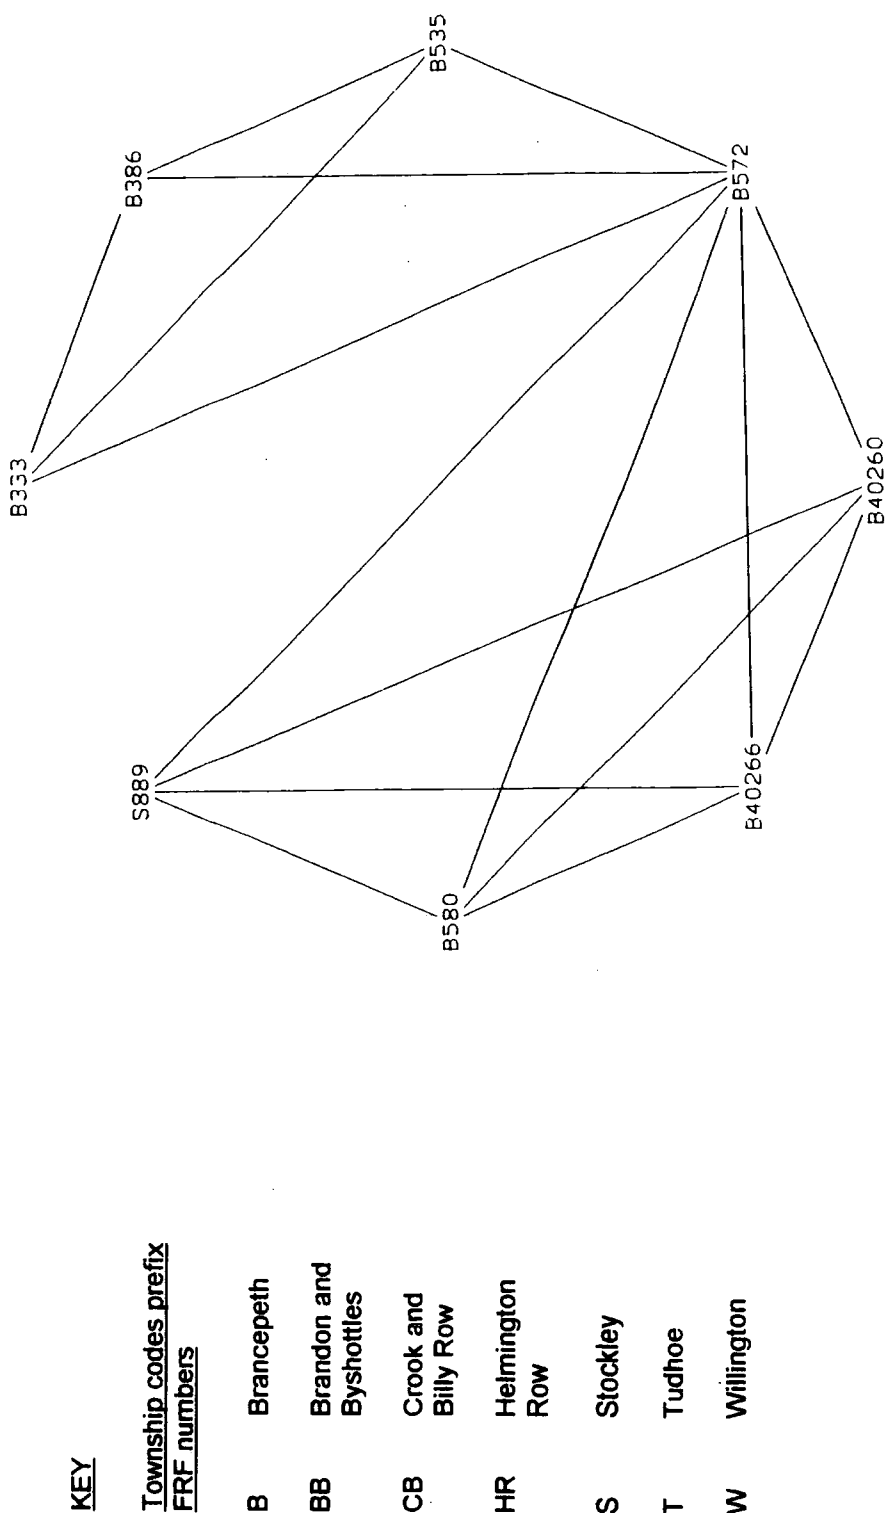 KEY
Township codes prefix
FRF numbers
B Brancepeth
BB Brandon and
Byshottles
CB Crook and
Billy Row
HR Helmington
Row
S Stockley
T Tudhoe
W Willington
B333
B386
B535
S889
B572
B580
B40266
B40260